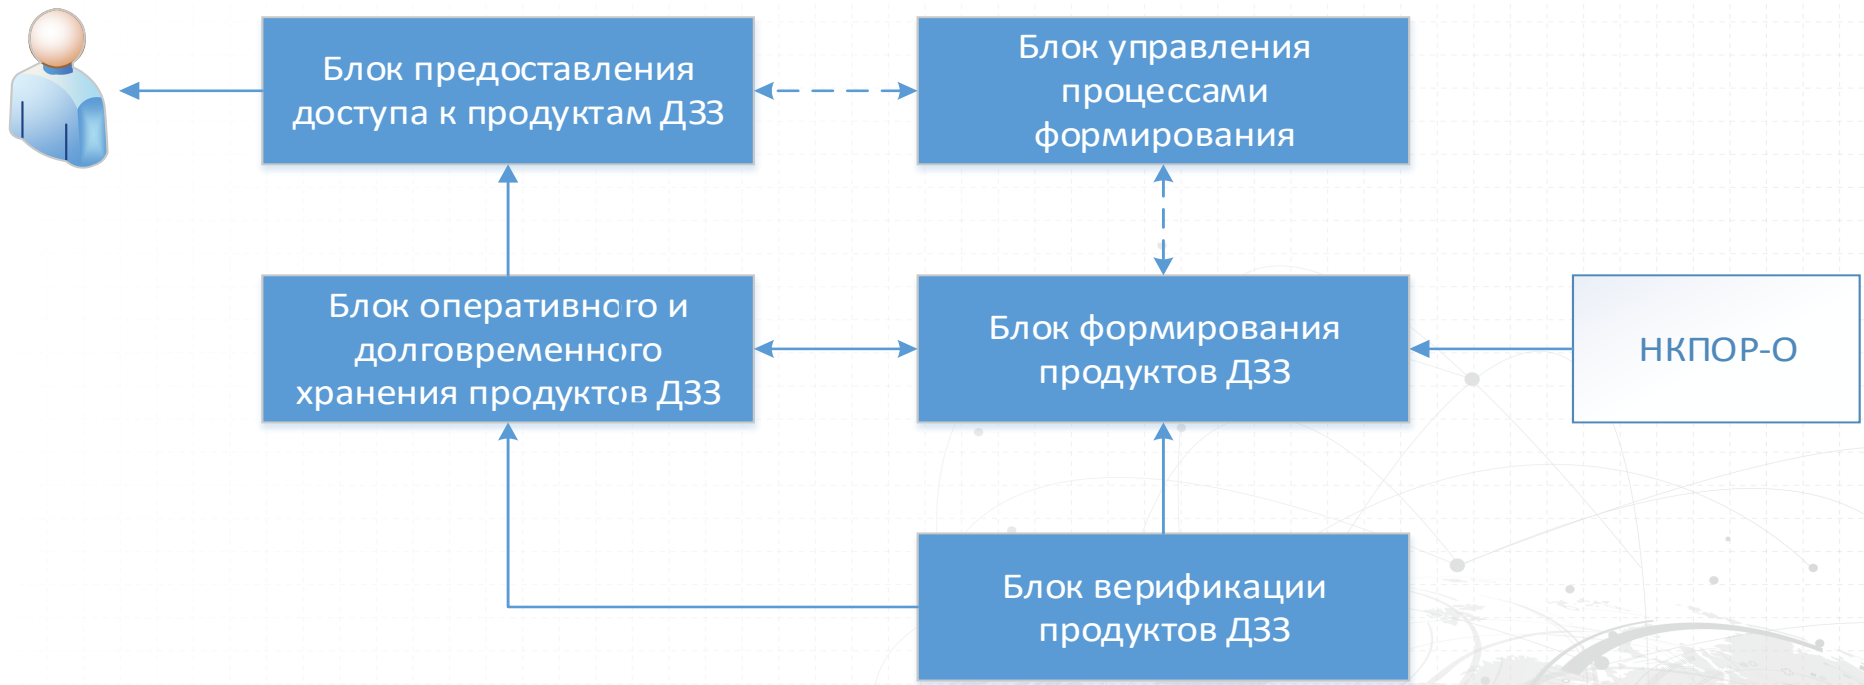 Блок предоставления
доступа к продуктам ДЗЗ
Блок управления
процессами
формирования
Блок оперативного и
долговременного
хранения продуктов ДЗЗ
Блок формирования
продуктов ДЗЗ
НКПОР-О
Блок верификации
продуктов ДЗЗ